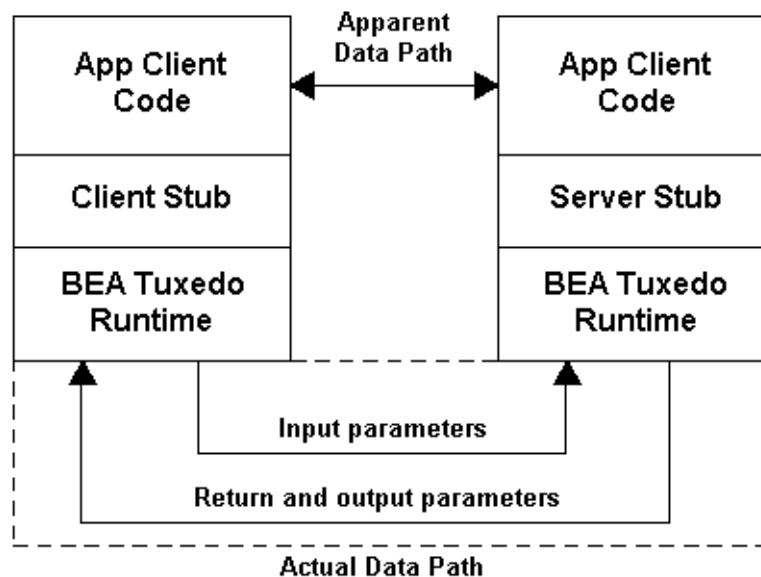 Apparent
Data Path
App Client
Code
App Client
Code
Client Stub
Server Stub
BEA Tuxedo
Runtime
BEA Tuxedo
Runtime
Input parameters
Return and output parameters
Actual Data Path